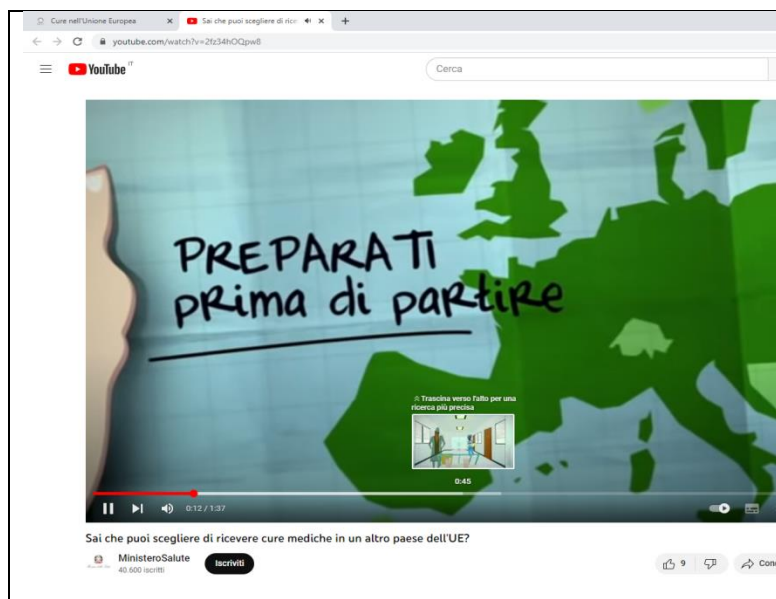 Cure nell'Unione Europea
Sai che puoi scegliere di rice
youtube.com/watch?v=2fz34hOQpw8
YouTube IT
Cerca
PREPARATI
prima di partire
Trascina verso l'alto per una
ricerca più precisa
0:45
0:12 / 1:37
Sai che puoi scegliere di ricevere cure mediche in un altro paese dell'UE?
MinisteroSalute
40.600 iscritti
Iscriviti
9
Con